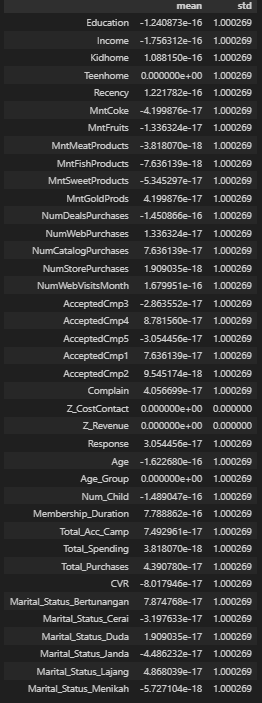 mean std
Education -1.240873e-16 1.000269
Income -1.756312e-16 1.000269
Kidhome 1.088150e-16 1.000269
Teenhome 0.000000e+00 1.000269
Recency 1.221782e-16 1.000269
MntCoke -4.199876e-17 1.000269
MntFruits -1.336324e-17 1.000269
MntMeatProducts -3.818070e-18 1.000269
MntFishProducts -7.636139e-18 1.000269
MntSweetProducts -5.345297e-17 1.000269
MntGoldProds 4.199876e-17 1.000269
NumDealsPurchases -1.450866e-16 1.000269
NumWebPurchases 1.336324e-17 1.000269
NumCatalogPurchases 7.636139e-17 1.000269
NumStorePurchases 1.909035e-18 1.000269
NumWebVisitsMonth 1.679951e-16 1.000269
AcceptedCmp3 -2.863552e-17 1.000269
AcceptedCmp4 8.781560e-17 1.000269
AcceptedCmp5 -3.054456e-17 1.000269
AcceptedCmp1 7.636139e-17 1.000269
AcceptedCmp2 9.545174e-18 1.000269
Complain 4.056699e-17 1.000269
Z_CostContact 0.000000e+00 0.000000
Z_Revenue 0.000000e+00 0.000000
Response 3.054456e-17 1.000269
Age -1.622680e-16 1.000269
Age_Group 0.000000e+00 1.000269
Num_Child -1.489047e-16 1.000269
Membership_Duration 7.788862e-16 1.000269
Total_Acc_Camp 7.492961e-17 1.000269
Total_Spending 3.818070e-18 1.000269
Total_Purchases 4.390780e-17 1.000269
CVR -8.017946e-17 1.000269
Marital_Status_Bertunangan 7.874768e-17 1.000269
Marital_Status_Cerai -3.197633e-17 1.000269
Marital_Status_Duda 1.909035e-17 1.000269
Marital_Status_Janda -4.486232e-17 1.000269
Marital_Status_Lajang 4.868039e-17 1.000269
Marital_Status_Menikah -5.727104e-18 1.000269